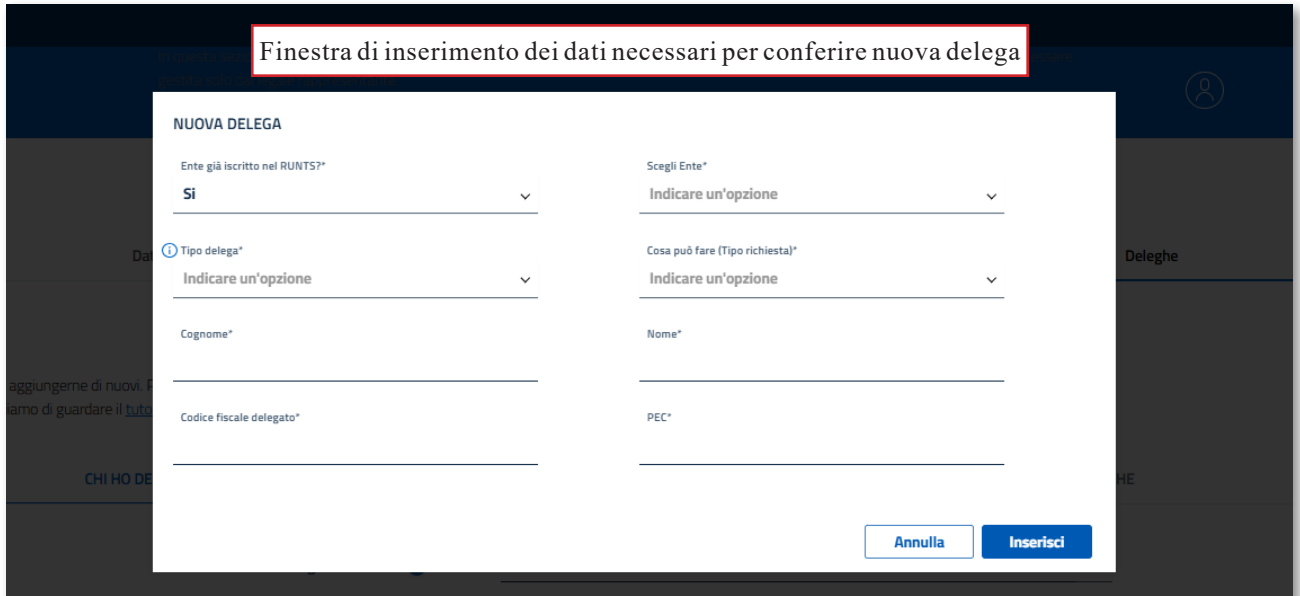 Finestra di inserimento dei dati necessari per conferire nuova delega
NUOVA DELEGA
Ente già iscritto nel RUNTS?*
Scegli Ente*
Si
Indicare un'opzione
Tipo delega*
Cosa può fare (Tipo richiesta)*
Dat
Deleghe
Indicare un'opzione
Indicare un'opzione
Cognome*
Nome*
aggiungerne di nuovi. P
iamo di guardare il tuto
Codice fiscale delegato*
PEC*
CHI HO DE
HE
Annulla
Inserisci